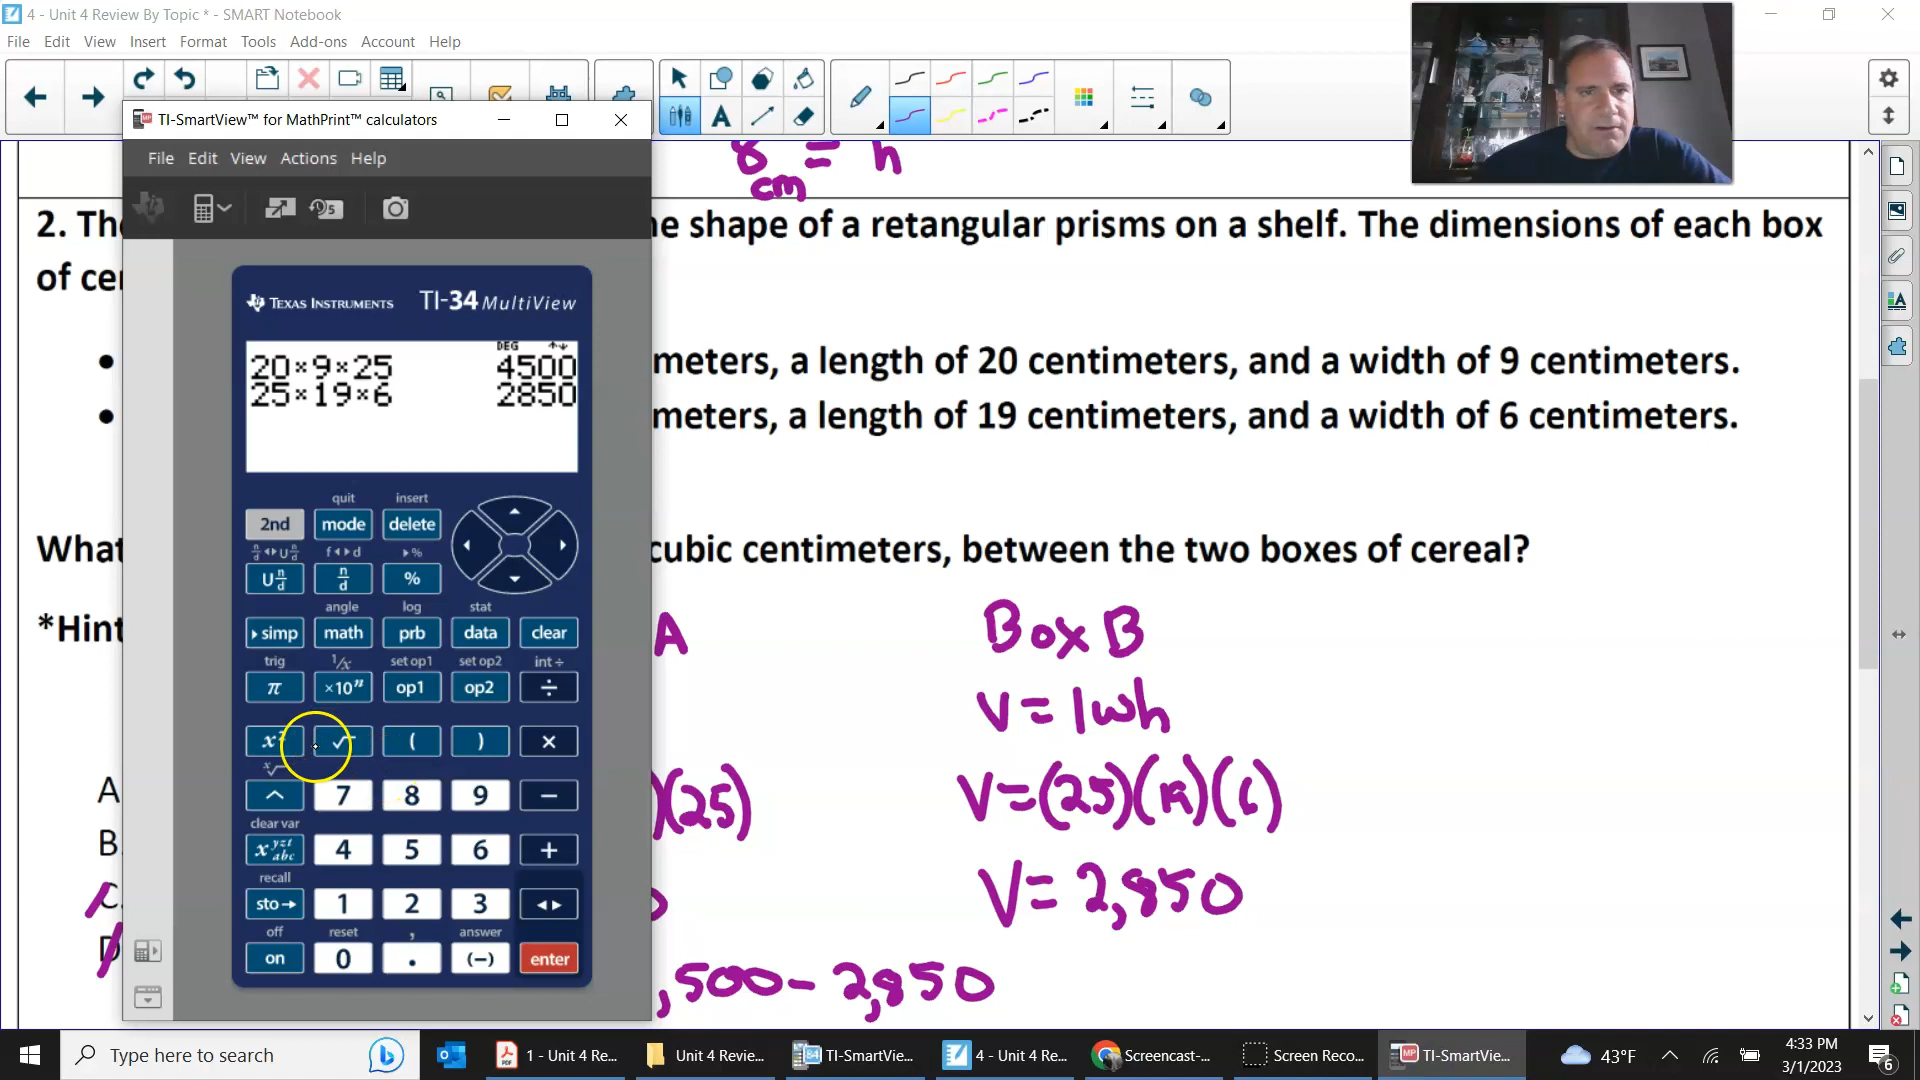 4 - Unit 4 Review By Topic * - SMART Notebook
File Edit View Insert Format Tools Add-ons Account Help
TI-SmartView™ for MathPrint™ calculators
File Edit View Actions Help
8 = h
cm
2. The
he shape of a retangular prisms on a shelf. The dimensions of each box
of cer
meters, a length of 20 centimeters, and a width of 9 centimeters.
meters, a length of 19 centimeters, and a width of 6 centimeters.
What
cubic centimeters, between the two boxes of cereal?
*Hint
A
Box B
V = lwh
A
)(25)
V=(25)(19)(6)
B.
C.
V= 2,850
D
,500 - 2,850
TEXAS INSTRUMENTS TI-34 MultiView
DEG
20×9×25 4500
25×19×6 2850
quit insert
2nd mode delete
n/d ◄► U n/d f◄►d ►%
U n/d n/d %
angle log stat
►simp math prb data clear
trig 1/x set op1 set op2 int ÷
π ×10ⁿ op1 op2 ÷
x² √ ( ) ×
x√
^ 7 8 9 −
clear var
x yzt abc 4 5 6 +
recall
sto→ 1 2 3 ◄►
off reset , answer
on 0 . (−) enter
Type here to search
1 - Unit 4 Re...
Unit 4 Revie...
TI-SmartVie...
4 - Unit 4 Re...
Screencast-...
Screen Reco...
TI-SmartVie...
43°F
4:33 PM
3/1/2023
6